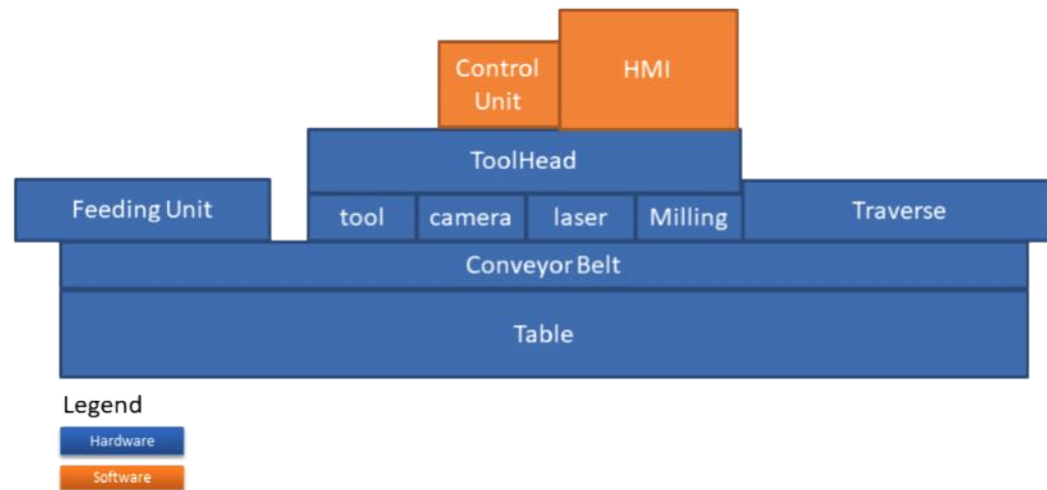 Control
Unit
HMI
ToolHead
Feeding Unit
tool
camera
laser
Milling
Traverse
Conveyor Belt
Table
Legend
Hardware
Software